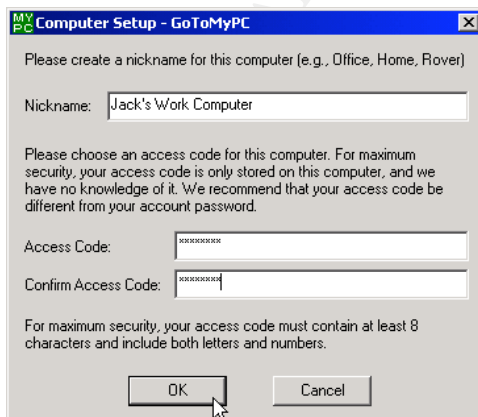 MY PC Computer Setup - GoToMyPC
Please create a nickname for this computer (e.g., Office, Home, Rover)
Nickname: Jack's Work Computer
Please choose an access code for this computer. For maximum
security, your access code is only stored on this computer, and we
have no knowledge of it. We recommend that your access code be
different from your account password.
Access Code: ********
Confirm Access Code: ********
For maximum security, your access code must contain at least 8
characters and include both letters and numbers.
OK Cancel